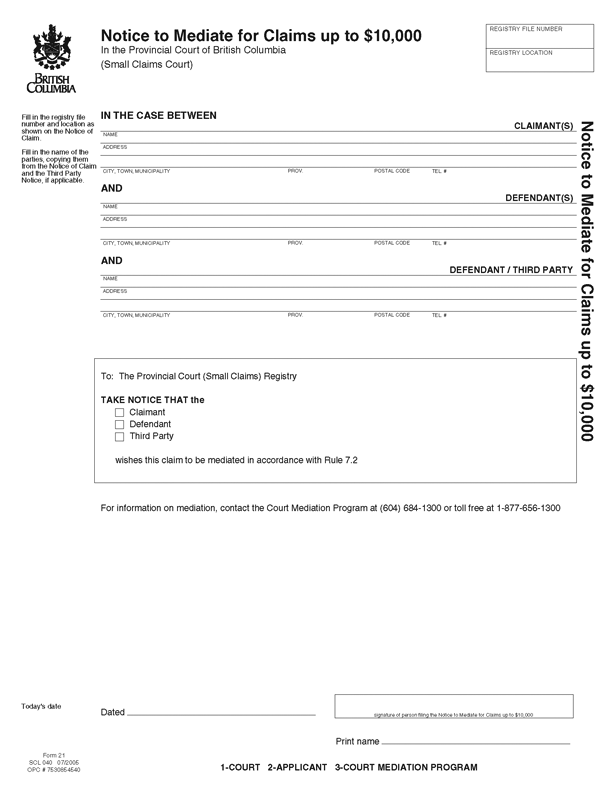 Notice to Mediate for Claims up to $10,000
In the Provincial Court of British Columbia
(Small Claims Court)
REGISTRY FILE NUMBER
REGISTRY LOCATION
BRITISH
COLUMBIA
Fill in the registry file
number and location as
shown on the Notice of
Claim.
Fill in the name of the
parties, copying them
from the Notice of Claim
and the Third Party
Notice, if applicable.
IN THE CASE BETWEEN
CLAIMANT(S)
NAME
ADDRESS
CITY, TOWN, MUNICIPALITY PROV. POSTAL CODE TEL. #
AND
DEFENDANT(S)
NAME
ADDRESS
CITY, TOWN, MUNICIPALITY PROV. POSTAL CODE TEL. #
AND
DEFENDANT / THIRD PARTY
NAME
ADDRESS
CITY, TOWN, MUNICIPALITY PROV. POSTAL CODE TEL. #
Notice to Mediate for Claims up to $10,000
To: The Provincial Court (Small Claims) Registry
TAKE NOTICE THAT the
Claimant
Defendant
Third Party
wishes this claim to be mediated in accordance with Rule 7.2
For information on mediation, contact the Court Mediation Program at (604) 684-1300 or toll free at 1-877-656-1300
Today's date
Dated
signature of person filing the Notice to Mediate for Claims up to $10,000
Print name
Form 21
SCL 040 07/2005
OPC # 7530854540
1-COURT 2-APPLICANT 3-COURT MEDIATION PROGRAM